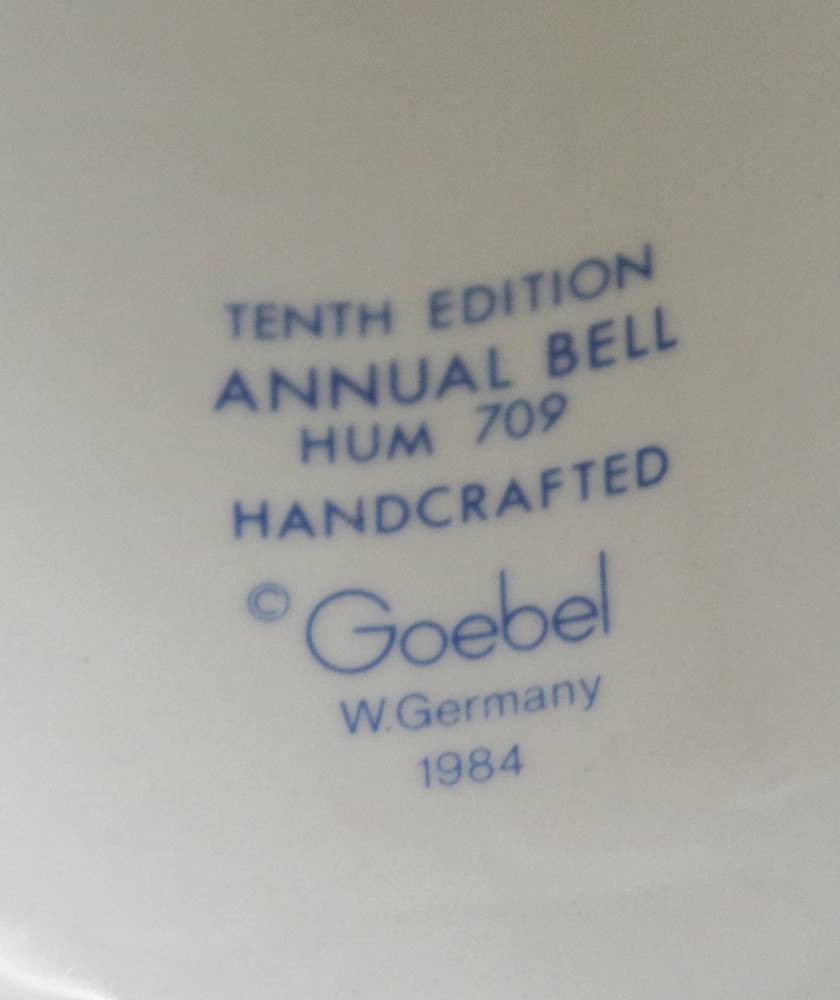 TENTH EDITION
ANNUAL BELL
HUM 709
HANDCRAFTED
© Goebel
W.Germany
1984